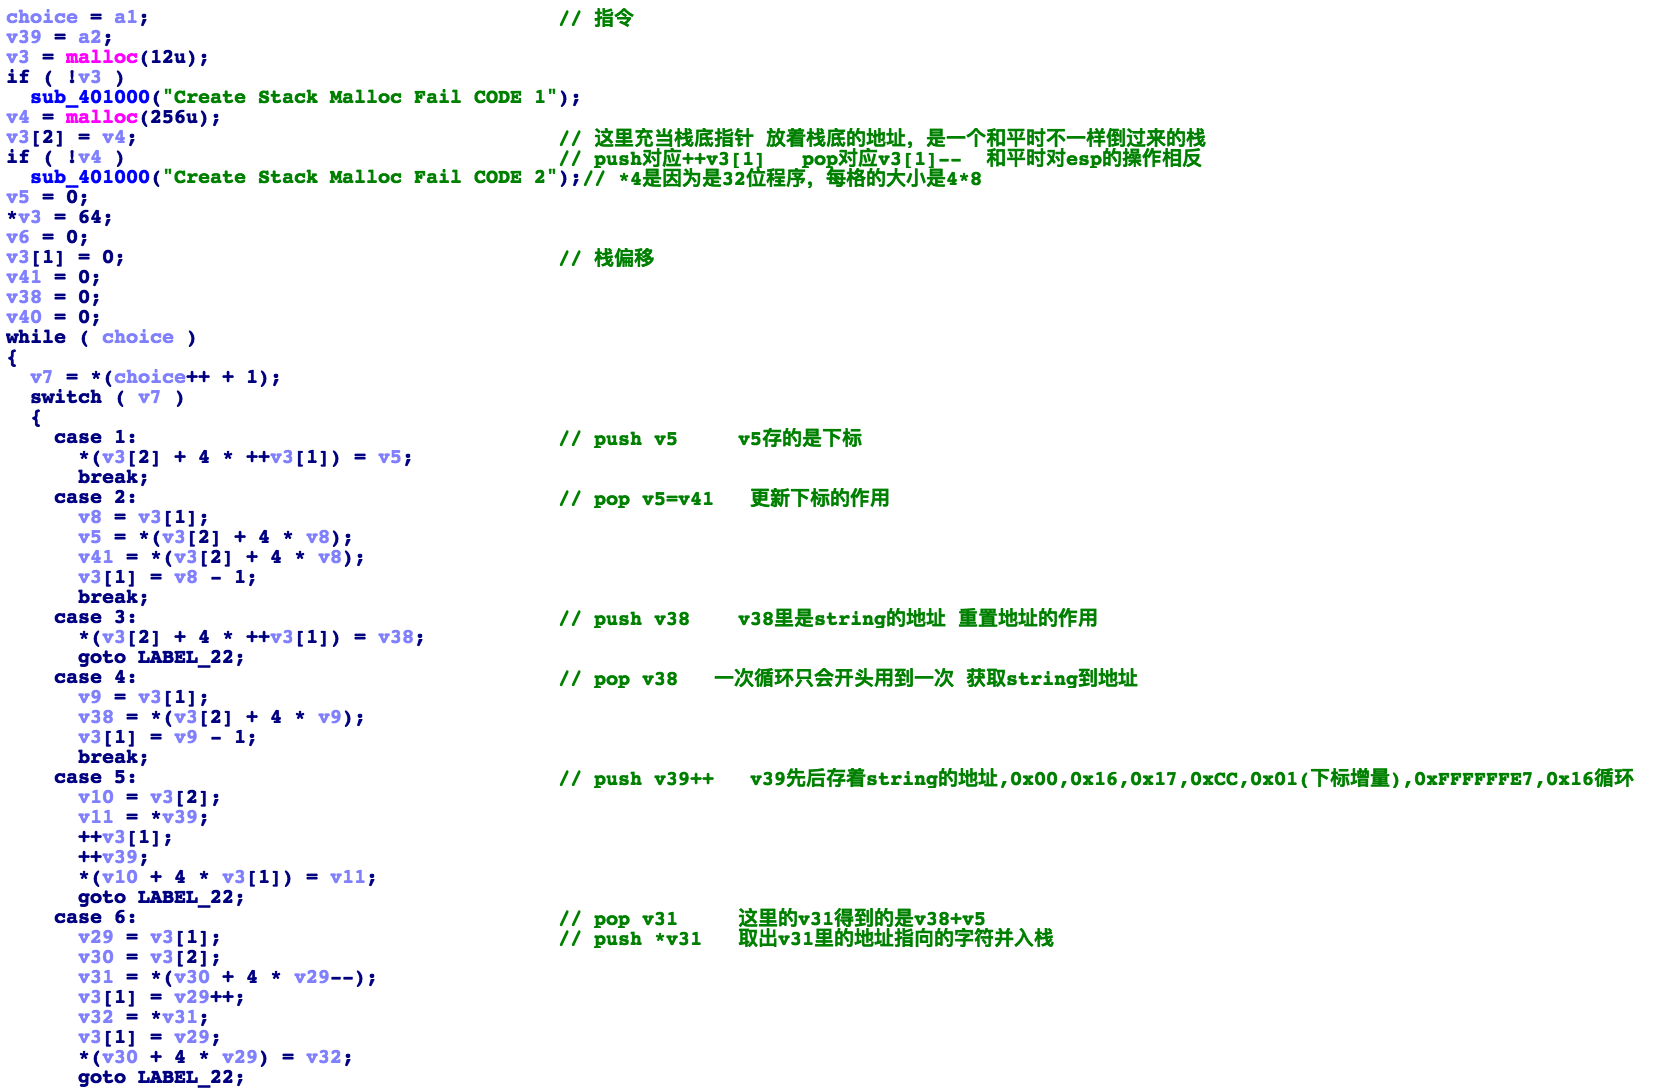 choice = a1; // 指令
v39 = a2;
v3 = malloc(12u);
if ( !v3 )
sub_401000("Create Stack Malloc Fail CODE 1");
v4 = malloc(256u);
v3[2] = v4; // 这里充当栈底指针 放着栈底的地址，是一个和平时不一样倒过来的栈
if ( !v4 ) // push对应++v3[1] pop对应v3[1]-- 和平时对esp的操作相反
sub_401000("Create Stack Malloc Fail CODE 2");// *4是因为是32位程序，每格的大小是4*8
v5 = 0;
*v3 = 64;
v6 = 0;
v3[1] = 0; // 栈偏移
v41 = 0;
v38 = 0;
v40 = 0;
while ( choice )
{
v7 = *(choice++ + 1);
switch ( v7 )
{
case 1: // push v5 v5存的是下标
*(v3[2] + 4 * ++v3[1]) = v5;
break;
case 2: // pop v5=v41 更新下标的作用
v8 = v3[1];
v5 = *(v3[2] + 4 * v8);
v41 = *(v3[2] + 4 * v8);
v3[1] = v8 - 1;
break;
case 3: // push v38 v38里是string的地址 重置地址的作用
*(v3[2] + 4 * ++v3[1]) = v38;
goto LABEL_22;
case 4: // pop v38 一次循环只会开头用到一次 获取string到地址
v9 = v3[1];
v38 = *(v3[2] + 4 * v9);
v3[1] = v9 - 1;
break;
case 5: // push v39++ v39先后存着string的地址,0x00,0x16,0x17,0xCC,0x01(下标增量),0xFFFFFFE7,0x16循环
v10 = v3[2];
v11 = *v39;
++v3[1];
++v39;
*(v10 + 4 * v3[1]) = v11;
goto LABEL_22;
case 6: // pop v31 这里的v31得到的是v38+v5
v29 = v3[1]; // push *v31 取出v31里的地址指向的字符并入栈
v30 = v3[2];
v31 = *(v30 + 4 * v29--);
v3[1] = v29++;
v32 = *v31;
v3[1] = v29;
*(v30 + 4 * v29) = v32;
goto LABEL_22;